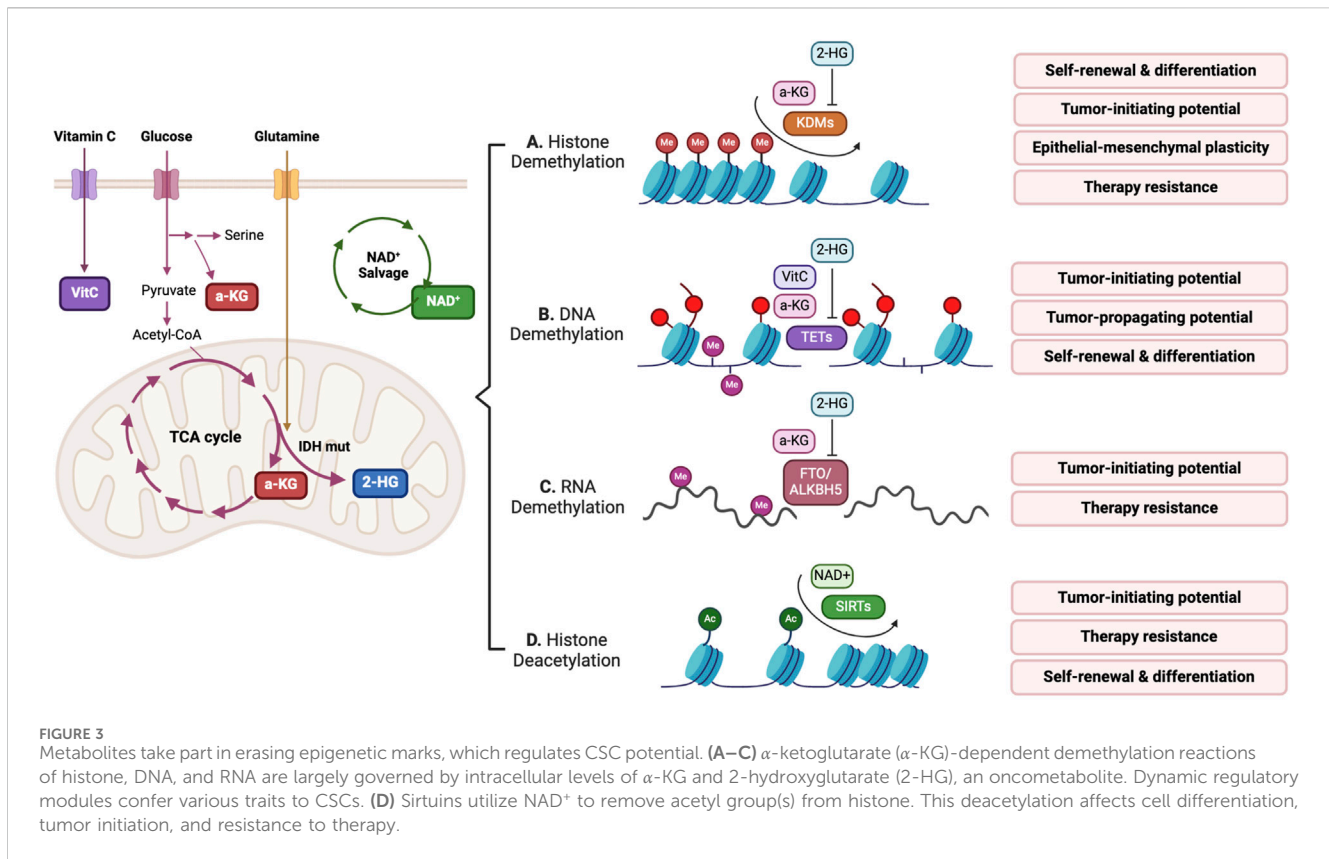 Vitamin C
Glucose
Glutamine
Serine
VitC
Pyruvate
a-KG
Acetyl-CoA
NAD⁺
Salvage
NAD⁺
TCA cycle
IDH mut
a-KG
2-HG
A. Histone
Demethylation
2-HG
a-KG
KDMs
Me Me Me Me
Self-renewal & differentiation
Tumor-initiating potential
Epithelial-mesenchymal plasticity
Therapy resistance
B. DNA
Demethylation
2-HG
VitC
a-KG
TETs
Me
Me
Tumor-initiating potential
Tumor-propagating potential
Self-renewal & differentiation
C. RNA
Demethylation
2-HG
a-KG
FTO/
ALKBH5
Me
Me
Tumor-initiating potential
Therapy resistance
D. Histone
Deacetylation
NAD+
SIRTs
Ac Ac
Tumor-initiating potential
Therapy resistance
Self-renewal & differentiation
FIGURE 3
Metabolites take part in erasing epigenetic marks, which regulates CSC potential. (A–C) α-ketoglutarate (α-KG)-dependent demethylation reactions
of histone, DNA, and RNA are largely governed by intracellular levels of α-KG and 2-hydroxyglutarate (2-HG), an oncometabolite. Dynamic regulatory
modules confer various traits to CSCs. (D) Sirtuins utilize NAD⁺ to remove acetyl group(s) from histone. This deacetylation affects cell differentiation,
tumor initiation, and resistance to therapy.